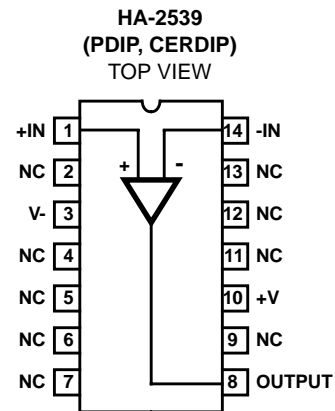 HA-2539
(PDIP, CERDIP)
TOP VIEW
+IN 1 14 -IN
NC 2 + - 13 NC
V- 3 12 NC
NC 4 11 NC
NC 5 10 +V
NC 6 9 NC
NC 7 8 OUTPUT